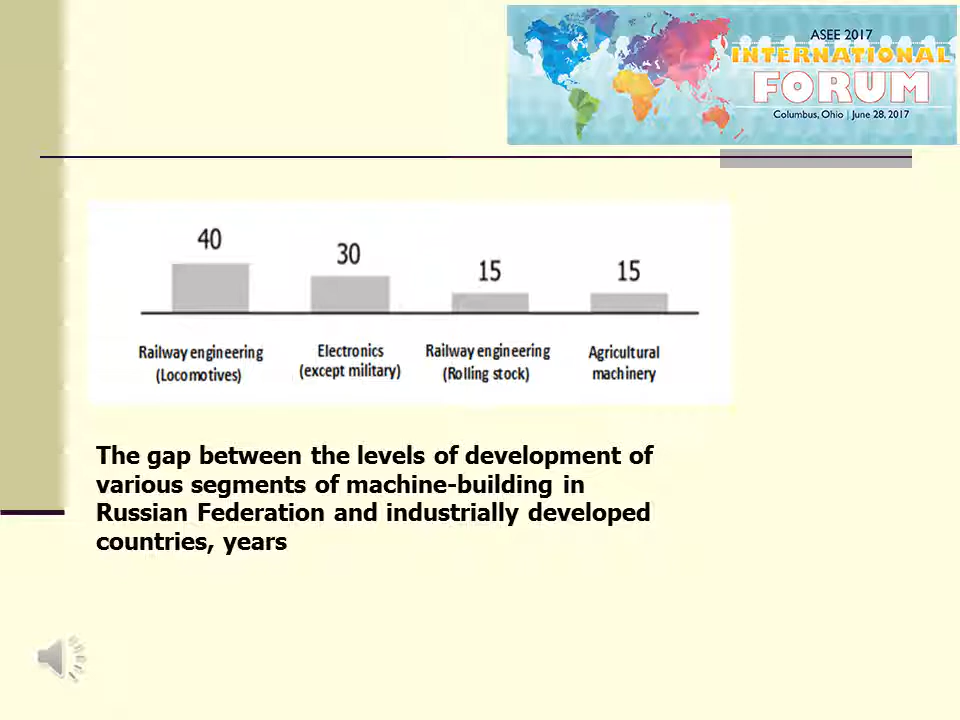 ASEE 2017
INTERNATIONAL
FORUM
Columbus, Ohio | June 28, 2017
40
30
15
15
Railway engineering
(Locomotives)
Electronics
(except military)
Railway engineering
(Rolling stock)
Agricultural
machinery
The gap between the levels of development of
various segments of machine-building in
Russian Federation and industrially developed
countries, years